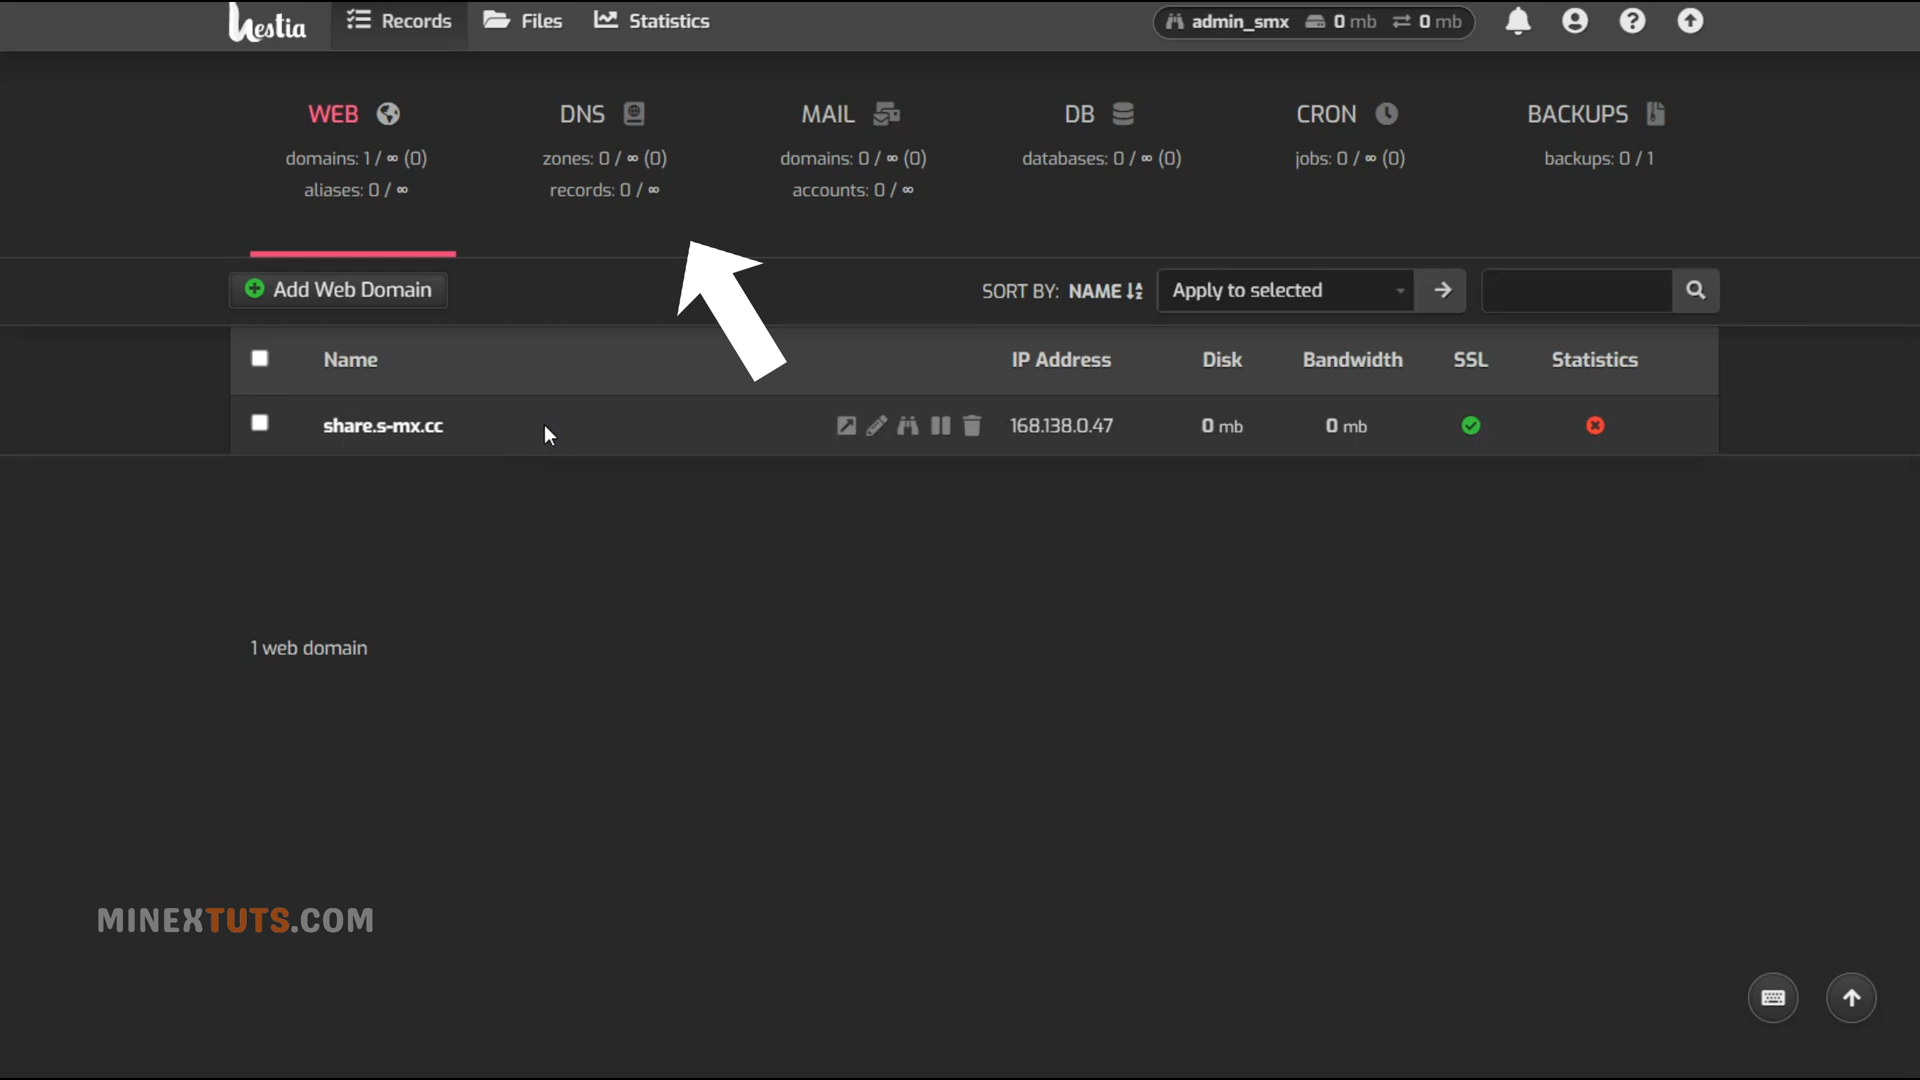 Hestia
Records
Files
Statistics
admin_smx 0 mb 0 mb
WEB
domains: 1 / ∞ (0)
aliases: 0 / ∞
DNS
zones: 0 / ∞ (0)
records: 0 / ∞
MAIL
domains: 0 / ∞ (0)
accounts: 0 / ∞
DB
databases: 0 / ∞ (0)
CRON
jobs: 0 / ∞ (0)
BACKUPS
backups: 0 / 1
Add Web Domain
SORT BY: NAME
Apply to selected
Name IP Address Disk Bandwidth SSL Statistics
share.s-mx.cc 168.138.0.47 0 mb 0 mb
1 web domain
MINEXTUTS.COM